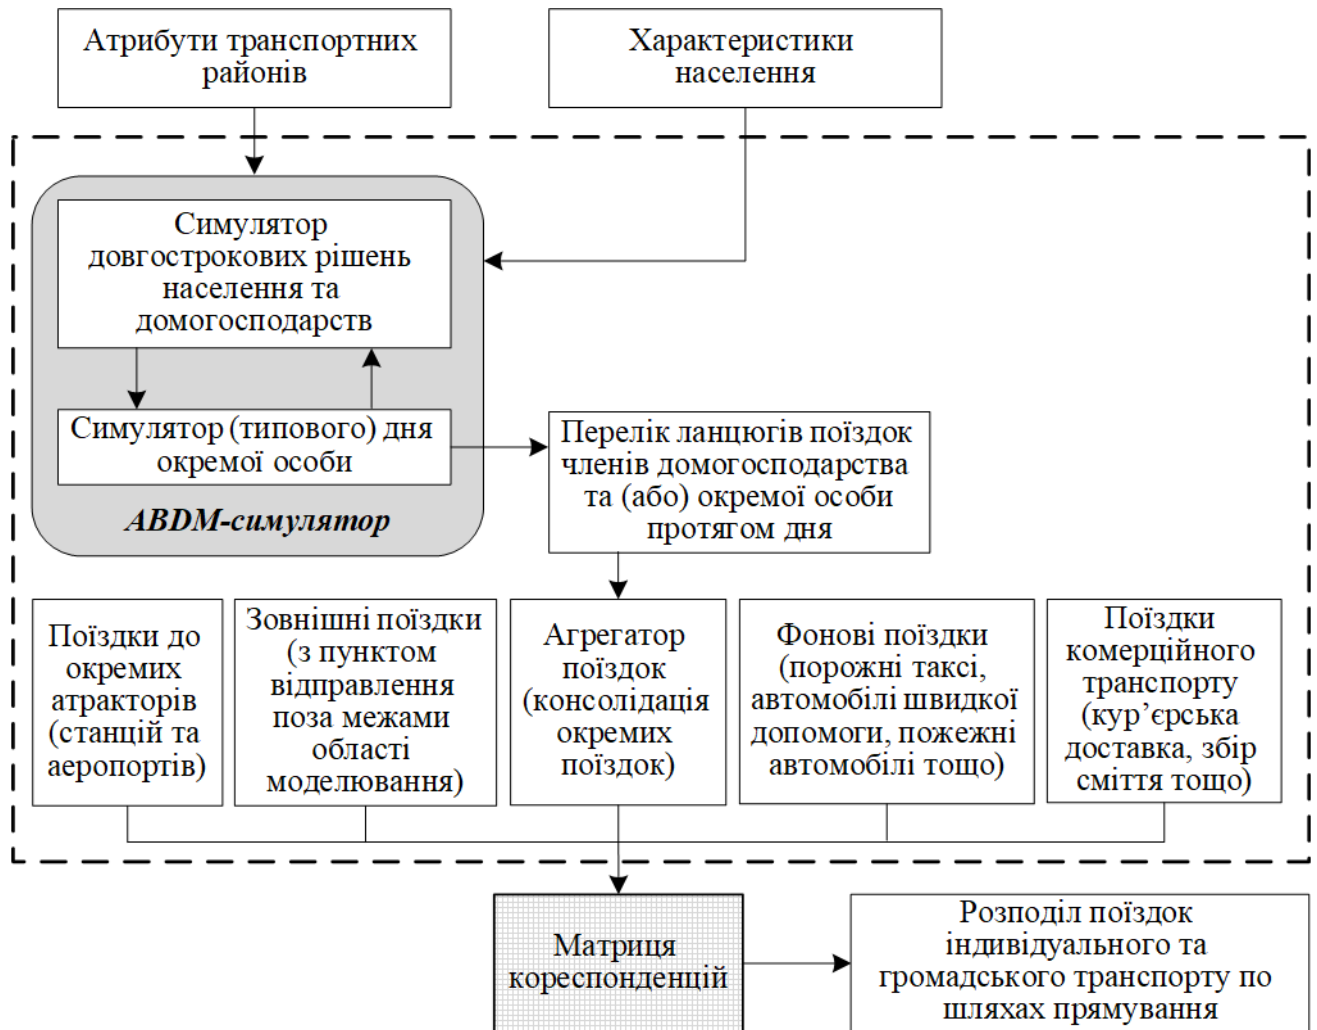 Атрибути транспортних
районів
Характеристики
населення
Симулятор
довгострокових рішень
населення та
домогосподарств
Симулятор (типового) дня
окремої особи
ABDM-симулятор
Перелік ланцюгів поїздок
членів домогосподарства
та (або) окремої особи
протягом дня
Поїздки до
окремих
атракторів
(станцій та
аеропортів)
Зовнішні поїздки
(з пунктом
відправлення
поза межами
області
моделювання)
Агрегатор
поїздок
(консолідація
окремих
поїздок)
Фонові поїздки
(порожні таксі,
автомобілі швидкої
допомоги, пожежні
автомобілі тощо)
Поїздки
комерційного
транспорту
(кур’єрська
доставка, збір
сміття тощо)
Матриця
кореспонденцій
Розподіл поїздок
індивідуального та
громадського транспорту по
шляхах прямування